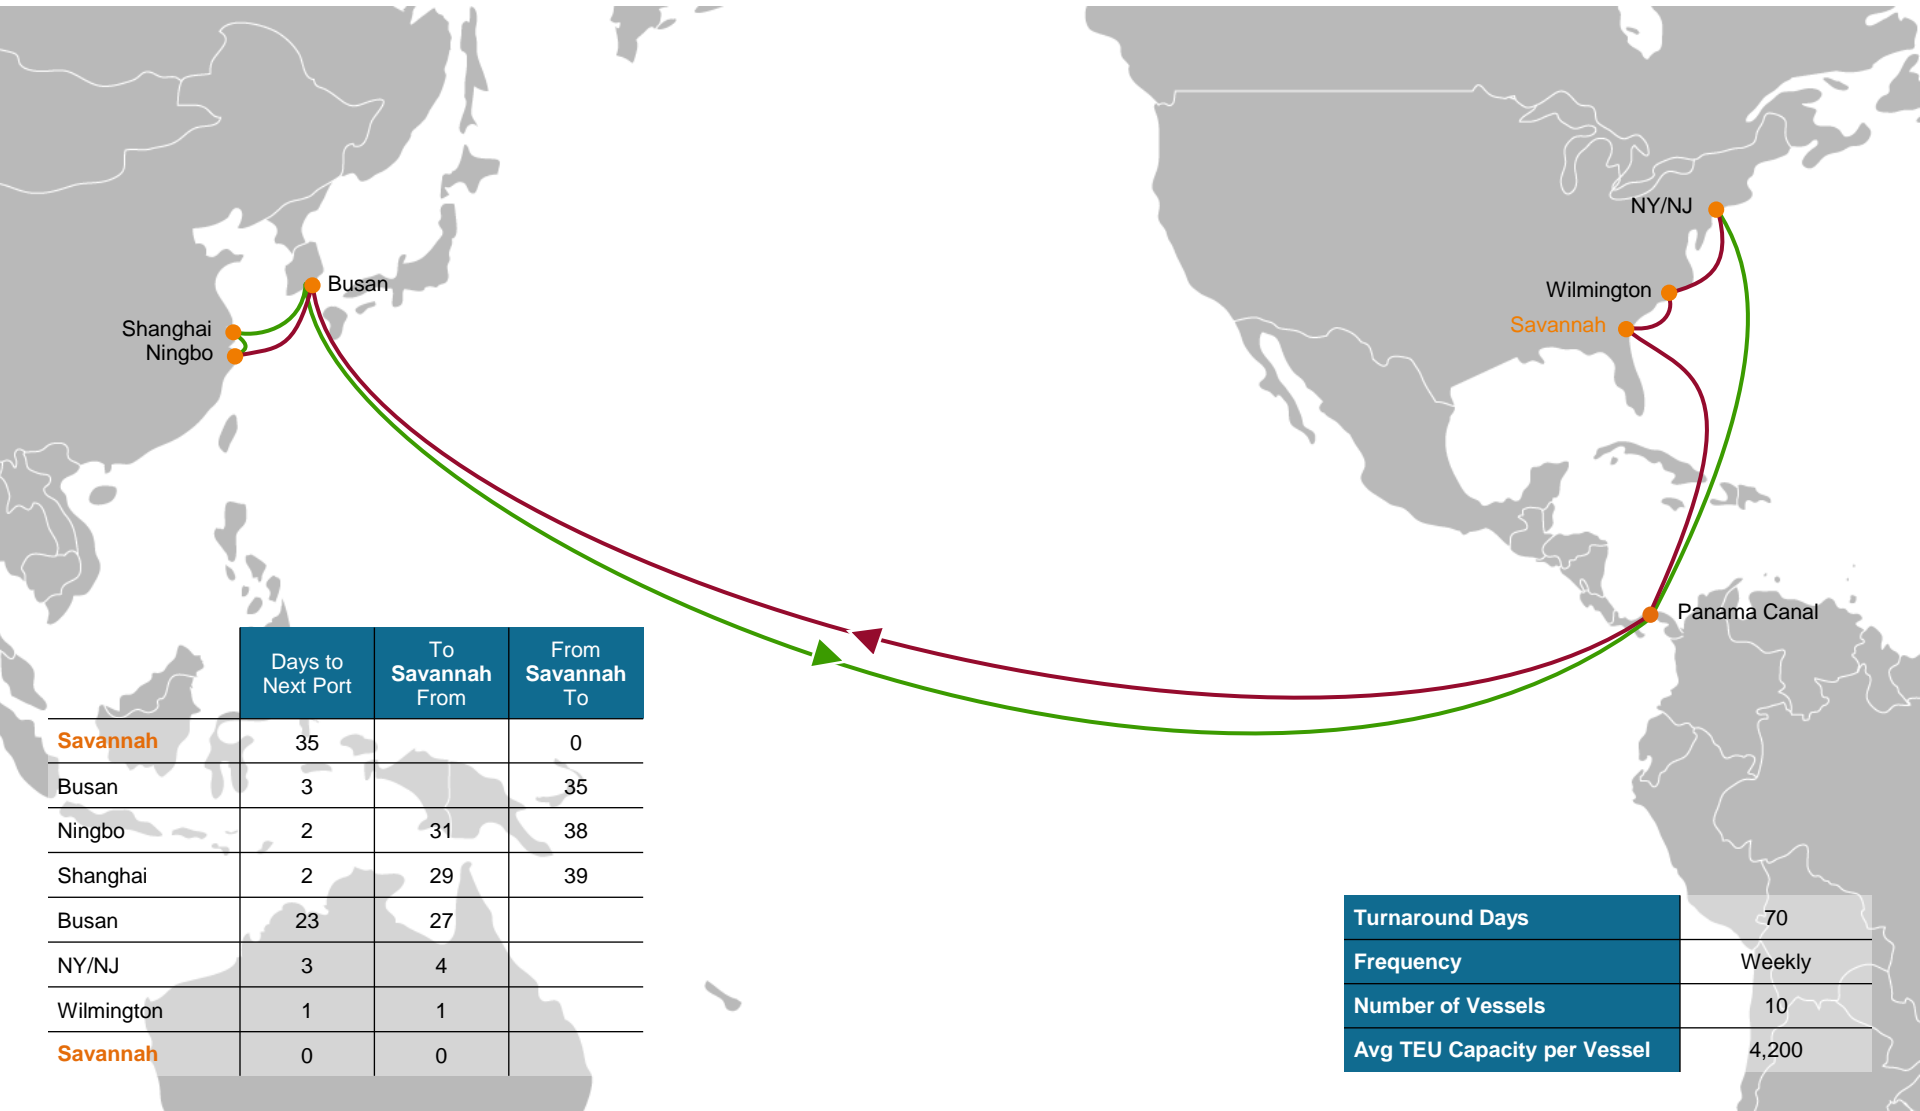 NY/NJ
Busan
Wilmington
Savannah
Shanghai
Ningbo
Panama Canal
Days to Next Port | To Savannah From | From Savannah To
Savannah 35 0
Busan 3 35
Ningbo 2 31 38
Shanghai 2 29 39
Busan 23 27
NY/NJ 3 4
Wilmington 1 1
Savannah 0 0
Turnaround Days 70
Frequency Weekly
Number of Vessels 10
Avg TEU Capacity per Vessel 4,200